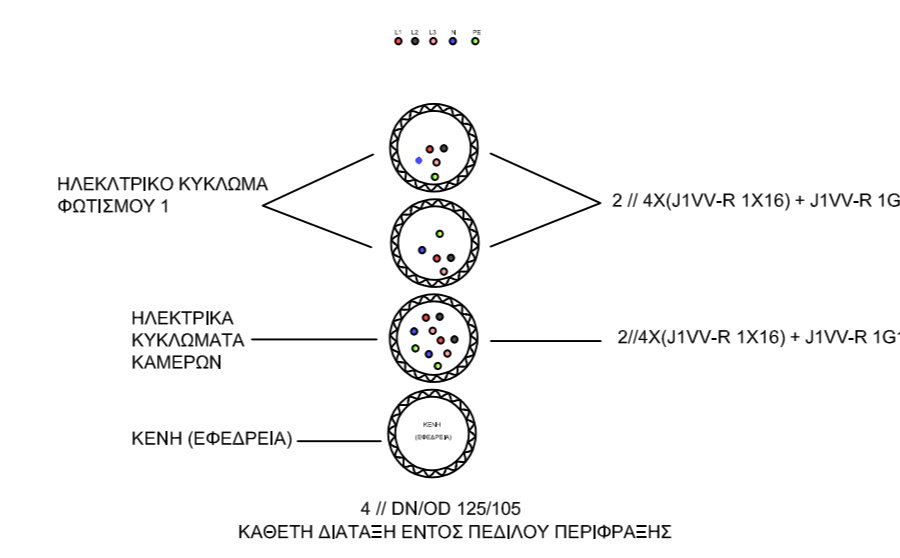 L1 L2 L3 N PE
ΗΛΕΚΛΤΡΙΚΟ ΚΥΚΛΩΜΑ
ΦΩΤΙΣΜΟΥ 1
2 // 4X(J1VV-R 1X16) + J1VV-R 1G
ΗΛΕΚΤΡΙΚΑ
ΚΥΚΛΩΜΑΤΑ
ΚΑΜΕΡΩΝ
2//4X(J1VV-R 1X16) + J1VV-R 1G1
ΚΕΝΗ (ΕΦΕΔΡΕΙΑ)
ΚΕΝΗ
(ΕΦΕΔΡΕΙΑ)
4 // DN/OD 125/105
ΚΑΘΕΤΗ ΔΙΑΤΑΞΗ ΕΝΤΟΣ ΠΕΔΙΛΟΥ ΠΕΡΙΦΡΑΞΗΣ